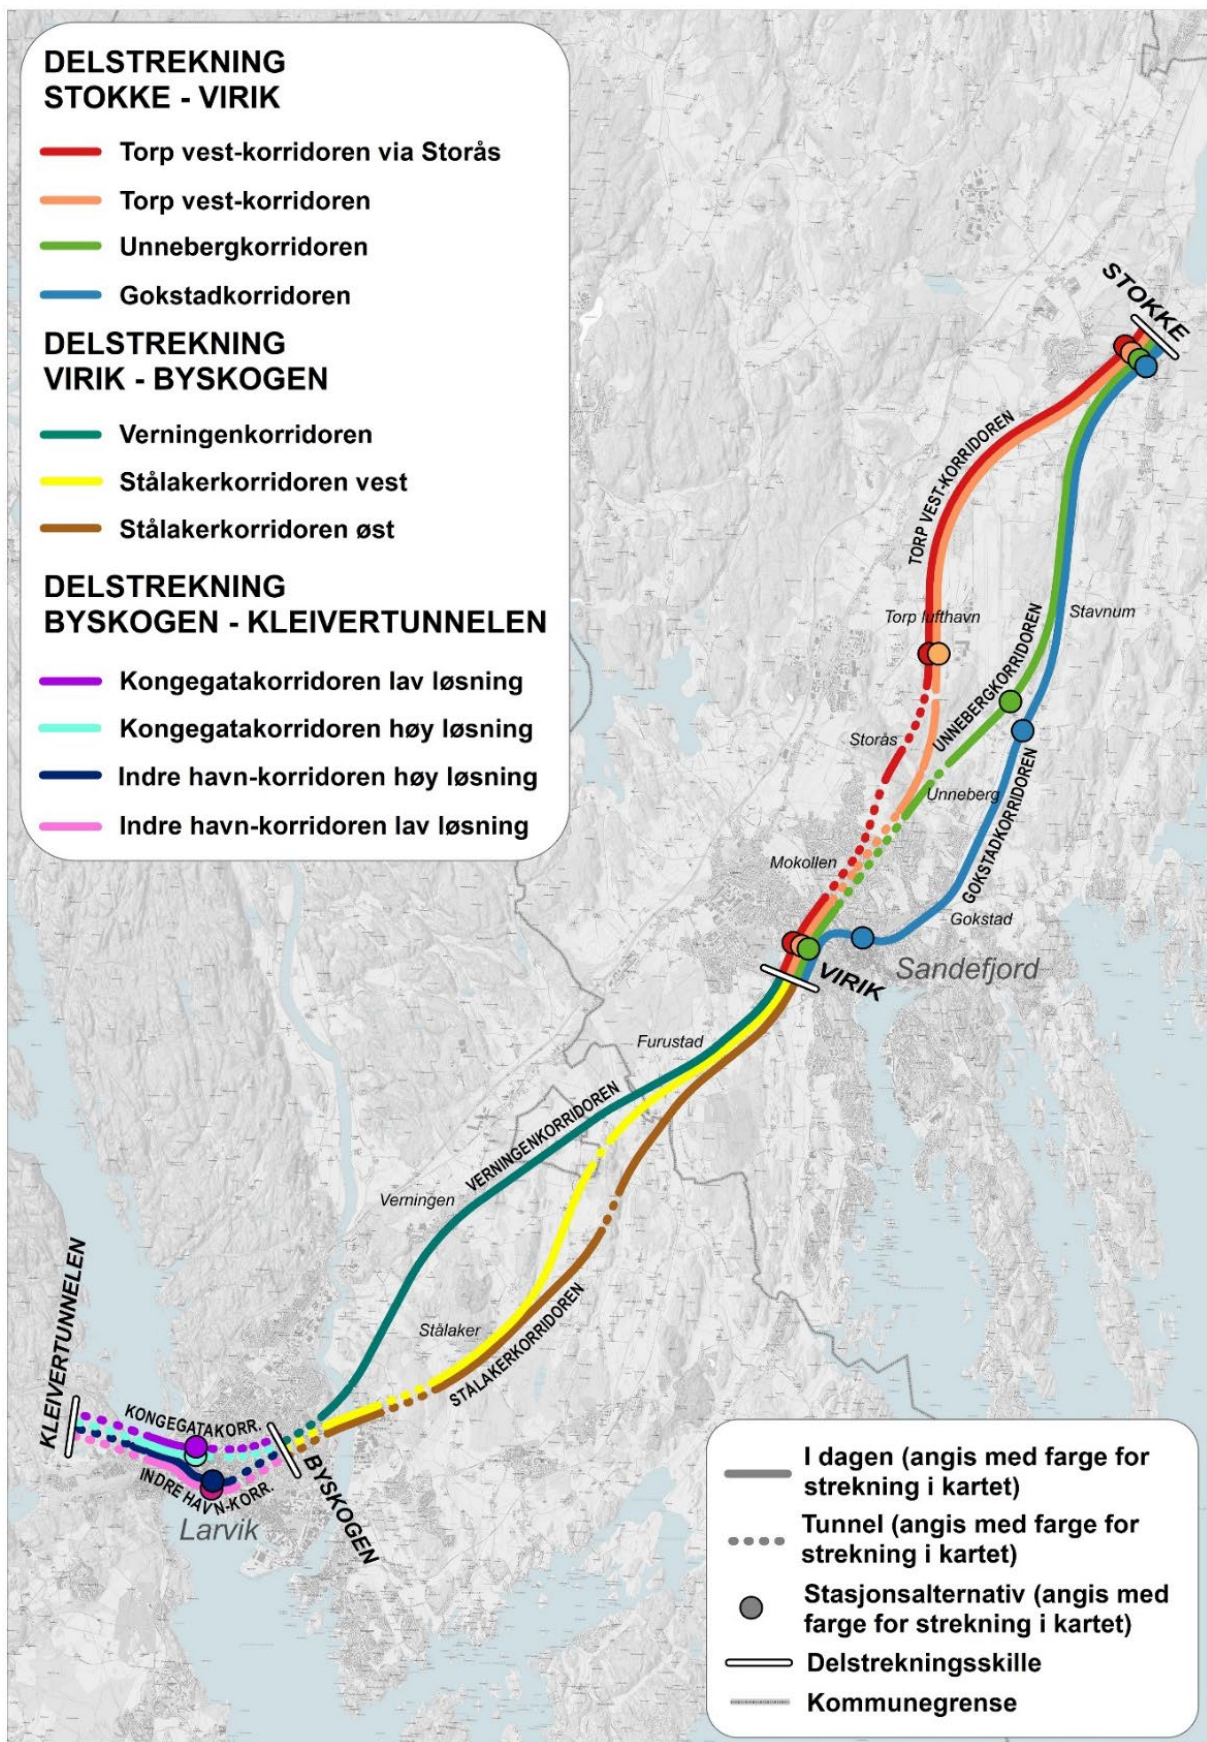 DELSTREKNING
STOKKE - VIRIK
Torp vest-korridoren via Storås
Torp vest-korridoren
Unnebergkorridoren
Gokstadkorridoren
DELSTREKNING
VIRIK - BYSKOGEN
Verningenkorridoren
Stålakerkorridoren vest
Stålakerkorridoren øst
DELSTREKNING
BYSKOGEN - KLEIVERTUNNELEN
Kongegatakorridoren lav løsning
Kongegatakorridoren høy løsning
Indre havn-korridoren høy løsning
Indre havn-korridoren lav løsning
STOKKE
TORP VEST-KORRIDOREN
Torp lufthavn
Stavnum
UNNEBERGKORRIDOREN
Storås
Unneberg
GOKSTADKORRIDOREN
Mokollen
Gokstad
Sandefjord
VIRIK
Furustad
VERNINGENKORRIDOREN
Verningen
Stålaker
STÅLAKERKORRIDOREN
KLEIVERTUNNELEN
KONGEGATAKORR.
INDRE HAVN-KORR.
BYSKOGEN
Larvik
I dagen (angis med farge for
strekning i kartet)
Tunnel (angis med farge for
strekning i kartet)
Stasjonsalternativ (angis med
farge for strekning i kartet)
Delstrekningsskille
Kommunegrense